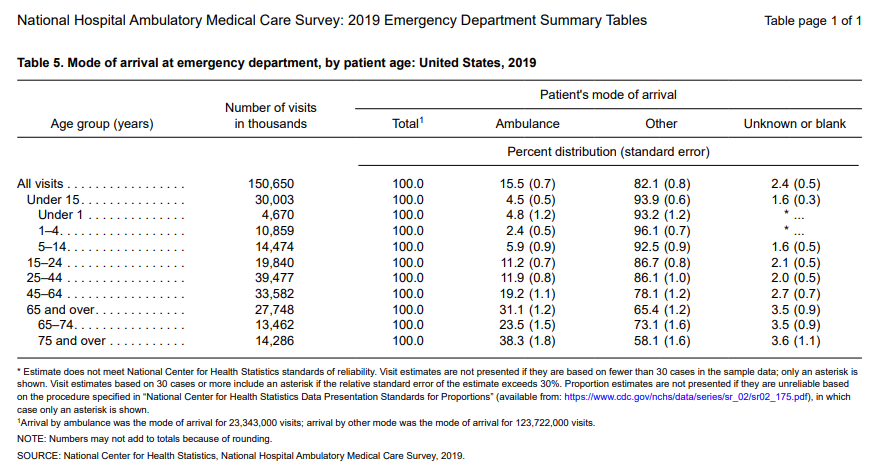 National Hospital Ambulatory Medical Care Survey: 2019 Emergency Department Summary Tables Table page 1 of 1
Table 5. Mode of arrival at emergency department, by patient age: United States, 2019
Patient's mode of arrival
Age group (years) Number of visits in thousands Total1 Ambulance Other Unknown or blank
Percent distribution (standard error)
All visits . . . . . . . . . . . . . . . . . 150,650 100.0 15.5 (0.7) 82.1 (0.8) 2.4 (0.5)
Under 15. . . . . . . . . . . . . . . 30,003 100.0 4.5 (0.5) 93.9 (0.6) 1.6 (0.3)
Under 1 . . . . . . . . . . . . . . 4,670 100.0 4.8 (1.2) 93.2 (1.2) * ...
1–4. . . . . . . . . . . . . . . . . . 10,859 100.0 2.4 (0.5) 96.1 (0.7) * ...
5–14. . . . . . . . . . . . . . . . . 14,474 100.0 5.9 (0.9) 92.5 (0.9) 1.6 (0.5)
15–24 . . . . . . . . . . . . . . . . . 19,840 100.0 11.2 (0.7) 86.7 (0.8) 2.1 (0.5)
25–44 . . . . . . . . . . . . . . . . . 39,477 100.0 11.9 (0.8) 86.1 (1.0) 2.0 (0.5)
45–64 . . . . . . . . . . . . . . . . . 33,582 100.0 19.2 (1.1) 78.1 (1.2) 2.7 (0.7)
65 and over. . . . . . . . . . . . . 27,748 100.0 31.1 (1.2) 65.4 (1.2) 3.5 (0.9)
65–74. . . . . . . . . . . . . . . . 13,462 100.0 23.5 (1.5) 73.1 (1.6) 3.5 (0.9)
75 and over . . . . . . . . . . . 14,286 100.0 38.3 (1.8) 58.1 (1.6) 3.6 (1.1)
* Estimate does not meet National Center for Health Statistics standards of reliability. Visit estimates are not presented if they are based on fewer than 30 cases in the sample data; only an asterisk is
shown. Visit estimates based on 30 cases or more include an asterisk if the relative standard error of the estimate exceeds 30%. Proportion estimates are not presented if they are unreliable based
on the procedure specified in “National Center for Health Statistics Data Presentation Standards for Proportions” (available from: https://www.cdc.gov/nchs/data/series/sr_02/sr02_175.pdf), in which
case only an asterisk is shown.
1Arrival by ambulance was the mode of arrival for 23,343,000 visits; arrival by other mode was the mode of arrival for 123,722,000 visits.
NOTE: Numbers may not add to totals because of rounding.
SOURCE: National Center for Health Statistics, National Hospital Ambulatory Medical Care Survey, 2019.